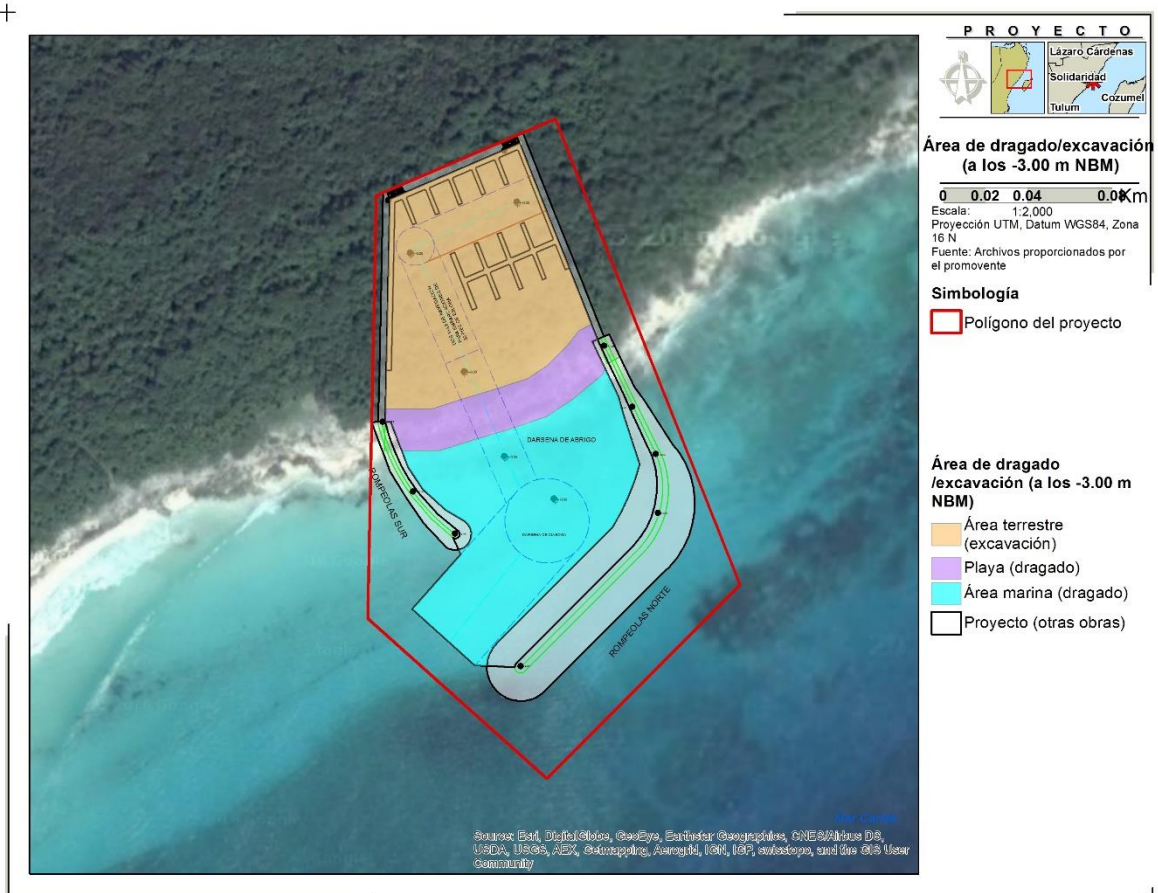 P R O Y E C T O
Lázaro Cárdenas
Solidaridad
Cozumel
Tulum
Área de dragado/excavación
(a los -3.00 m NBM)
0 0.02 0.04 0.08 Km
Escala: 1:2,000
Proyección UTM, Datum WGS84, Zona
16 N
Fuente: Archivos proporcionados por
el promovente
Simbología
Polígono del proyecto
Área de dragado
/excavación (a los -3.00 m
NBM)
Área terrestre
(excavación)
Playa (dragado)
Área marina (dragado)
Proyecto (otras obras)
DARSENA DE ABRIGO
ROMPEOLAS SUR
ROMPEOLAS NORTE
Source: Esri, DigitalGlobe, GeoEye, Earthstar Geographics, CNES/Airbus DS,
USDA, USGS, AEX, Getmapping, Aerogrid, IGN, IGP, swisstopo, and the GIS User
Community